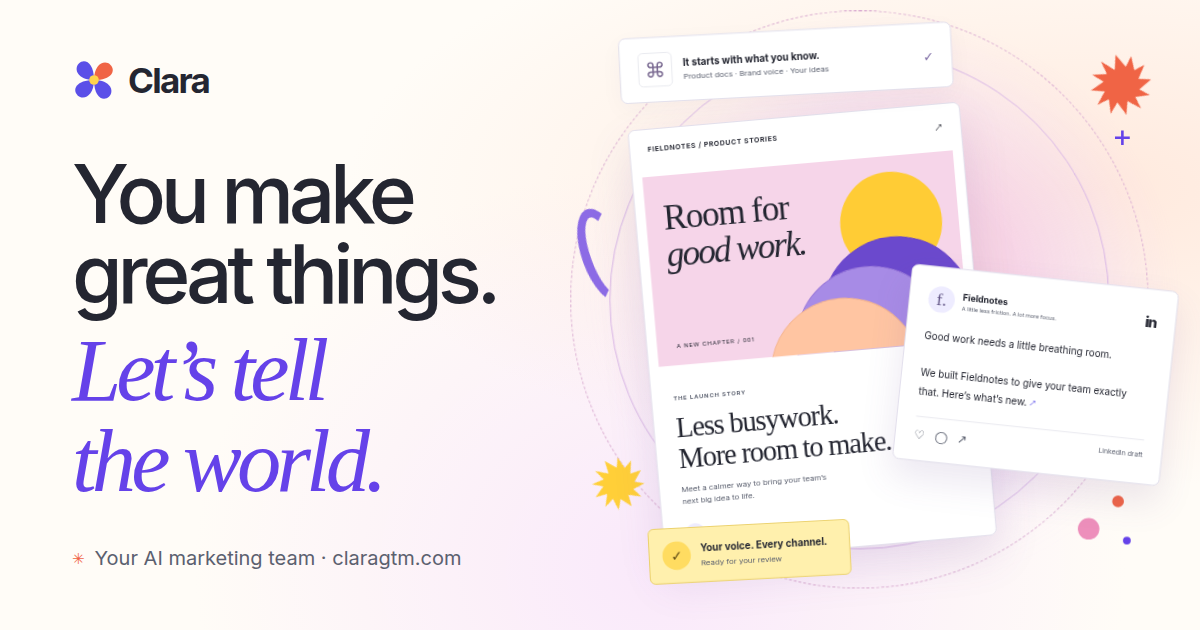 Clara
You make
great things.
Let’s tell
the world.
✳ Your AI marketing team · claragtm.com
⌘
It starts with what you know.
Product docs · Brand voice · Your ideas
✓
FIELDNOTES / PRODUCT STORIES
↗
Room for
good work.
A NEW CHAPTER / 001
THE LAUNCH STORY
Less busywork.
More room to make.
Meet a calmer way to bring your team's
next big idea to life.
f.
Fieldnotes
A little less friction. A lot more focus.
in
Good work needs a little breathing room.
We built Fieldnotes to give your team exactly
that. Here's what's new. ↗
♡ ◯ ↗
LinkedIn draft
✓
Your voice. Every channel.
Ready for your review